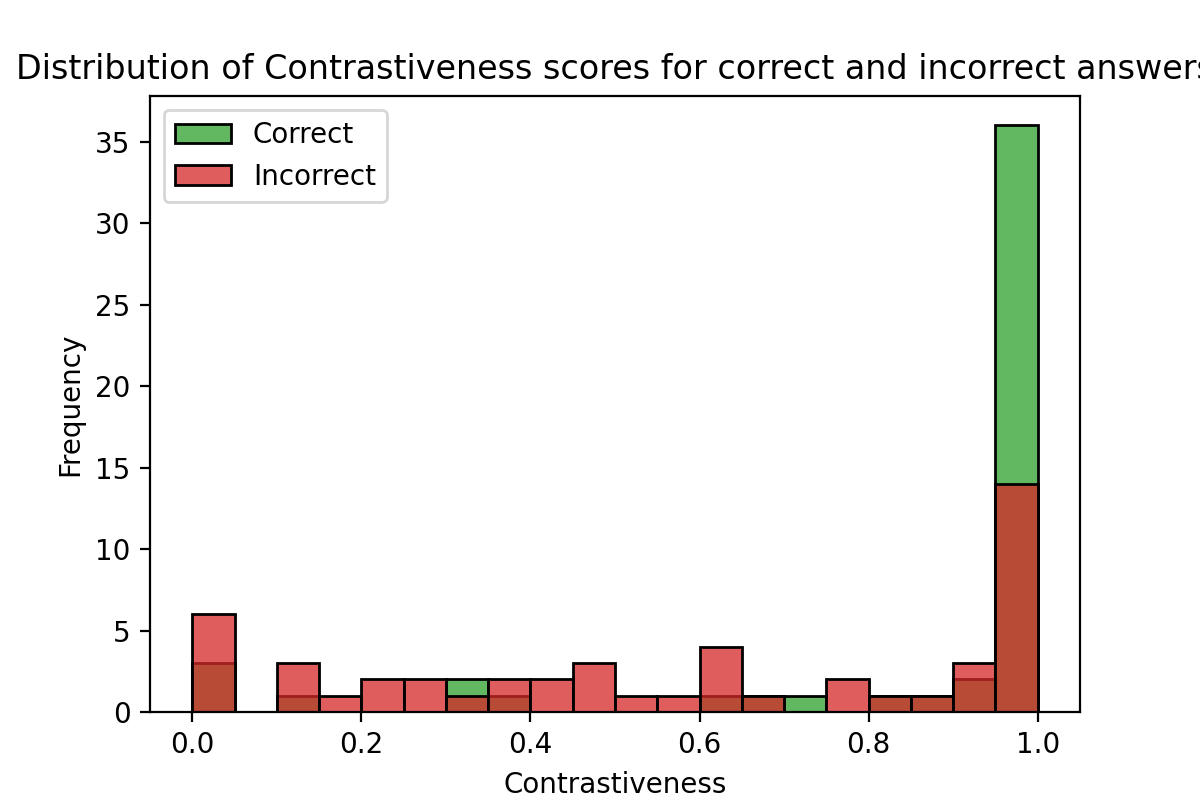 Distribution of Contrastiveness scores for correct and incorrect answers
Correct
Incorrect
35
30
25
20
15
10
5
0
Frequency
0.0 0.2 0.4 0.6 0.8 1.0
Contrastiveness